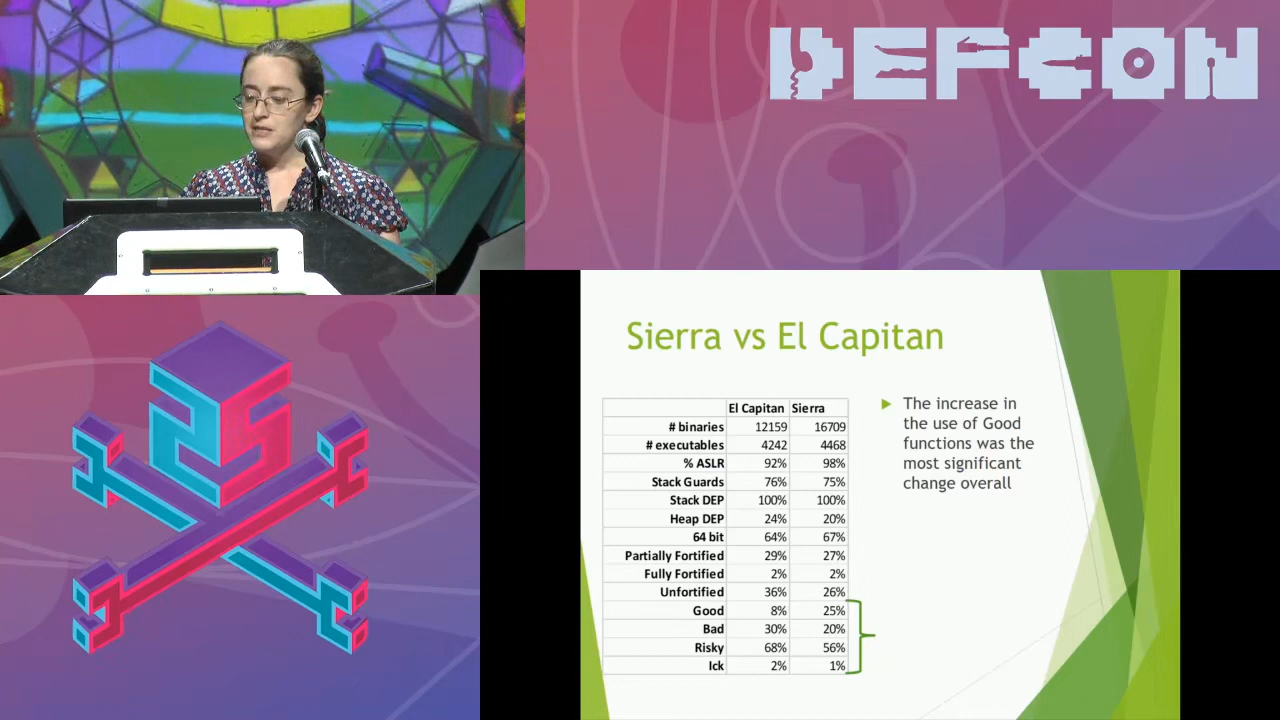 DEFCON
Sierra vs El Capitan
El Capitan Sierra
# binaries 12159 16709
# executables 4242 4468
% ASLR 92% 98%
Stack Guards 76% 75%
Stack DEP 100% 100%
Heap DEP 24% 20%
64 bit 64% 67%
Partially Fortified 29% 27%
Fully Fortified 2% 2%
Unfortified 36% 26%
Good 8% 25%
Bad 30% 20%
Risky 68% 56%
Ick 2% 1%
The increase in
the use of Good
functions was the
most significant
change overall